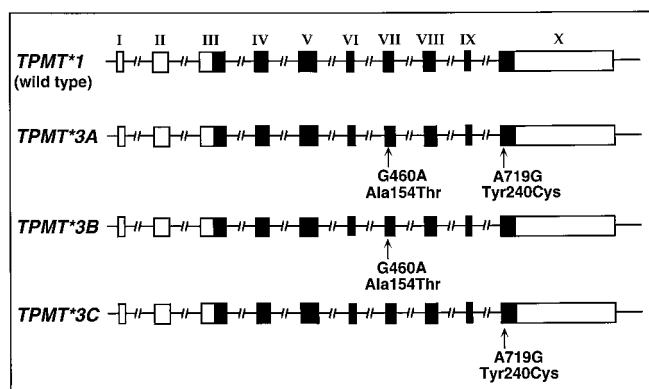 I II III IV V VI VII VIII IX X
TPMT*1
(wild type)
TPMT*3A
G460A
Ala154Thr
A719G
Tyr240Cys
TPMT*3B
G460A
Ala154Thr
TPMT*3C
A719G
Tyr240Cys